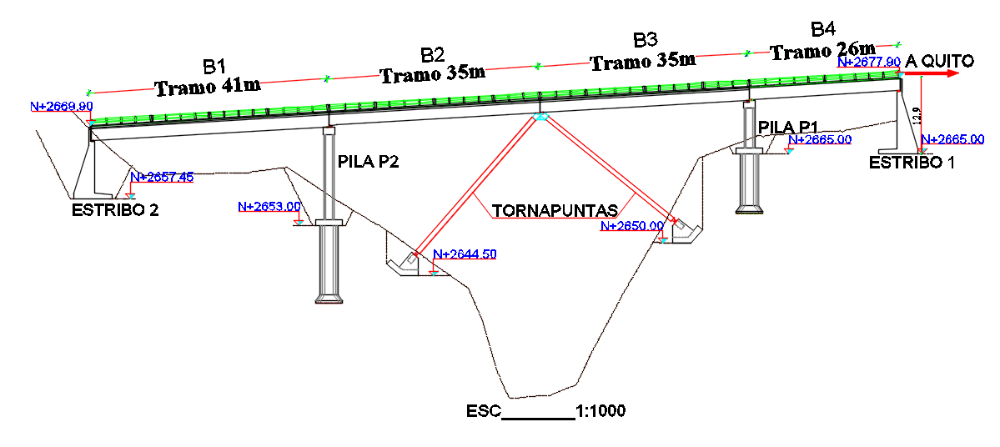 B1
Tramo 41m
B2
Tramo 35m
B3
Tramo 35m
B4
Tramo 26m
N+2677.90
A QUITO
N+2669.90
12.9
PILA P2
PILA P1
N+2665.00
N+2665.00
ESTRIBO 1
N+2657.45
ESTRIBO 2
N+2653.00
TORNAPUNTAS
N+2650.00
N+2644.50
ESC________1:1000